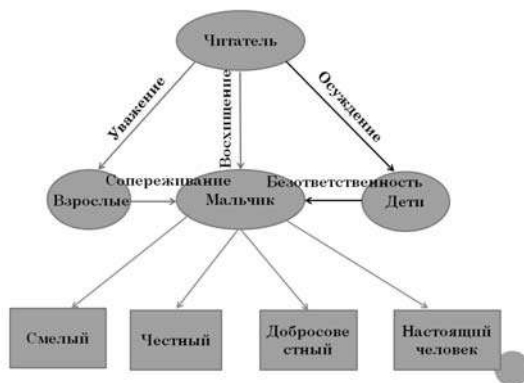 Читатель
Уважение
Восхищение
Осуждение
Сопереживание
Безответственность
Взрослые
Мальчик
Дети
Смелый
Честный
Добросове
стный
Настоящий
человек